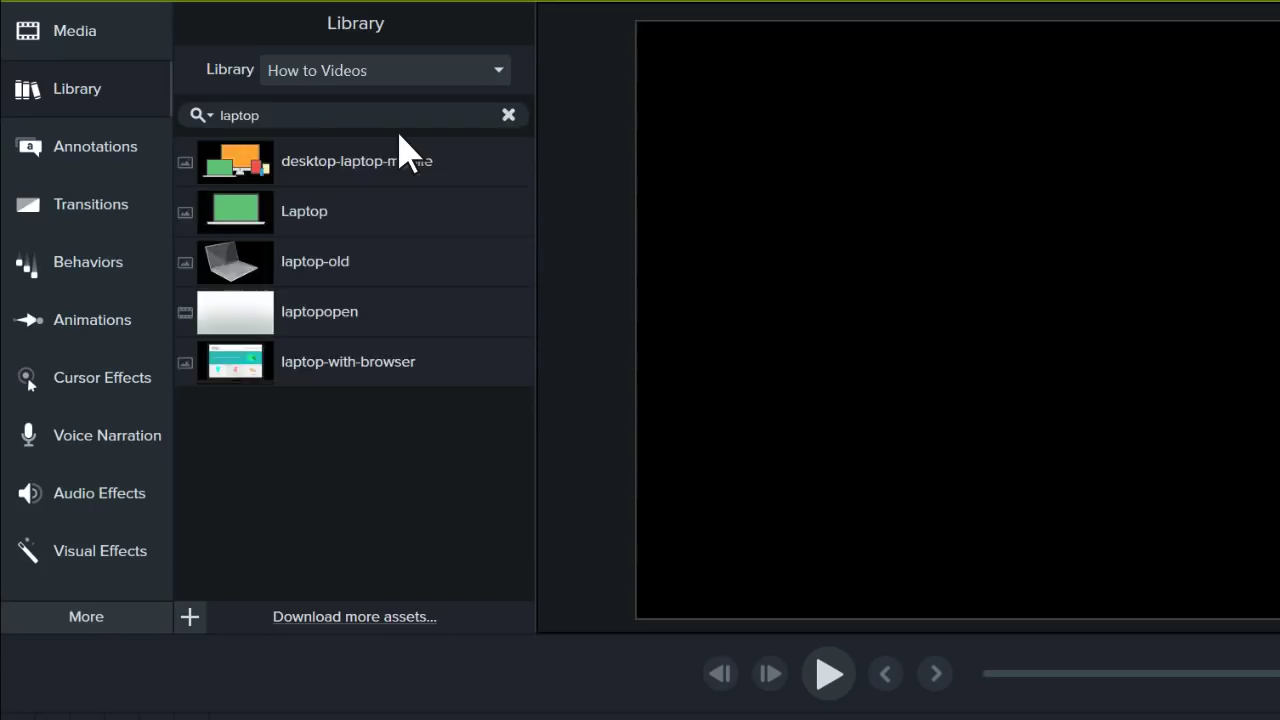 Media
Library
Annotations
Transitions
Behaviors
Animations
Cursor Effects
Voice Narration
Audio Effects
Visual Effects
More
Library
Library How to Videos
laptop
Laptop
laptop-old
laptopopen
laptop-with-browser
Download more assets...